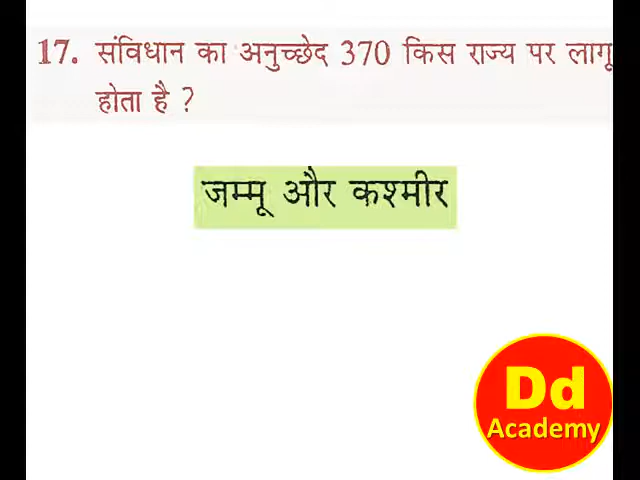 17. संविधान का अनुच्छेद 370 किस राज्य पर लागू
होता है ?
जम्मू और कश्मीर
Dd
Academy